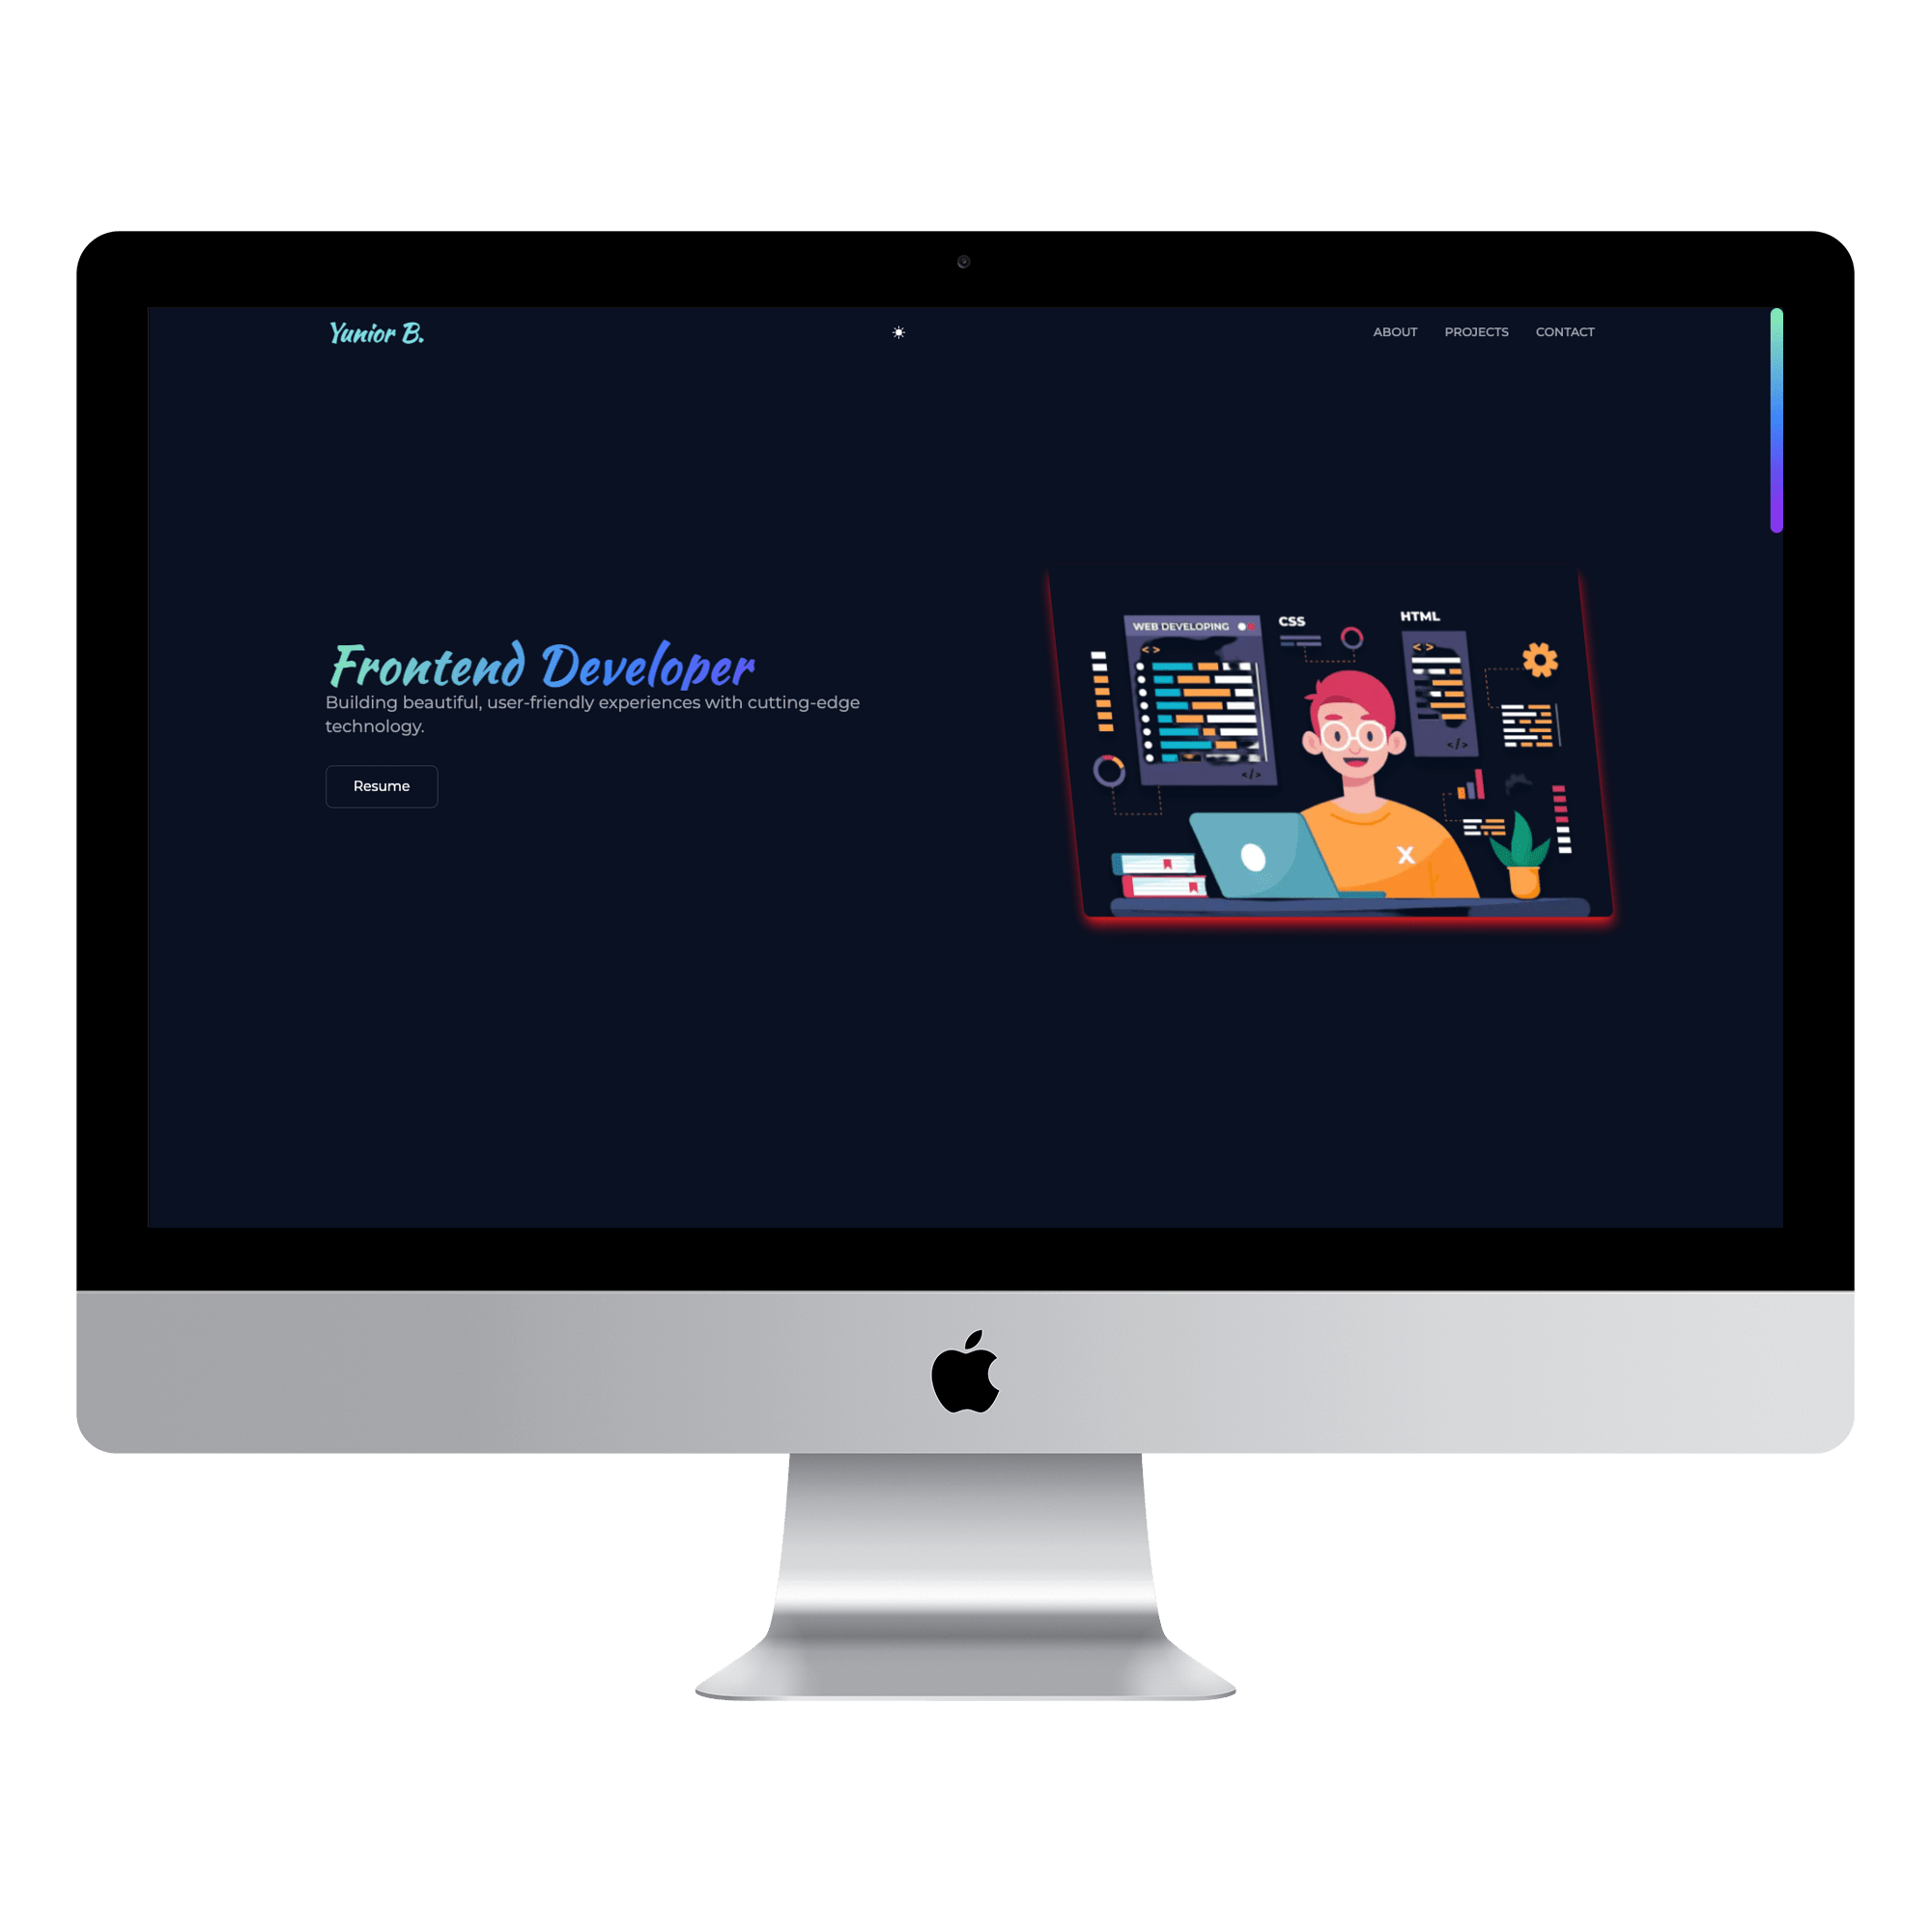 Yunior B.
ABOUT PROJECTS CONTACT
Frontend Developer
Building beautiful, user-friendly experiences with cutting-edge
technology.
Resume
WEB DEVELOPING
CSS
HTML
< >
< >
</>
</>
X